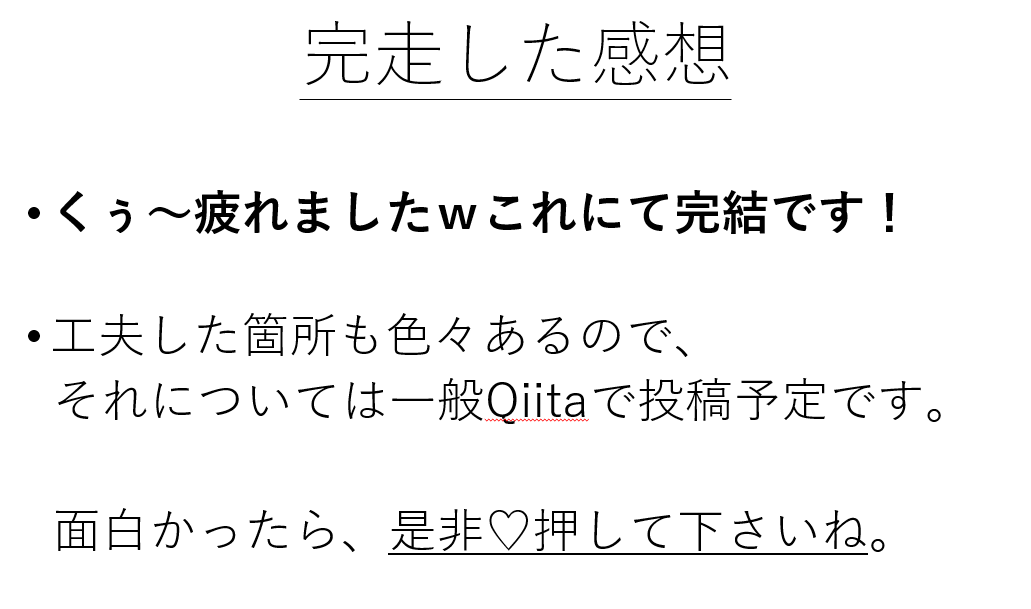 完走した感想
• くぅ～疲れましたｗこれにて完結です！
• 工夫した箇所も色々あるので、
それについては一般Qiitaで投稿予定です。
面白かったら、是非♡押して下さいね。